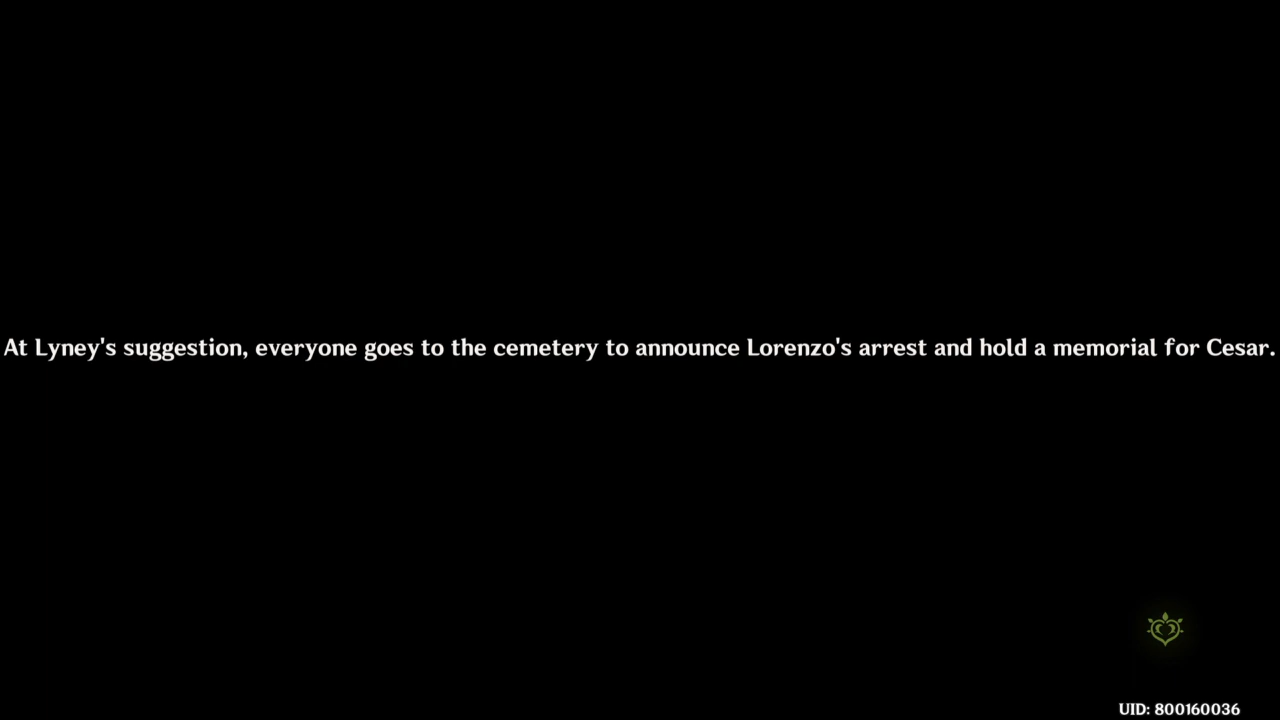 At Lyney's suggestion, everyone goes to the cemetery to announce Lorenzo's arrest and hold a memorial for Cesar.
UID: 800160036